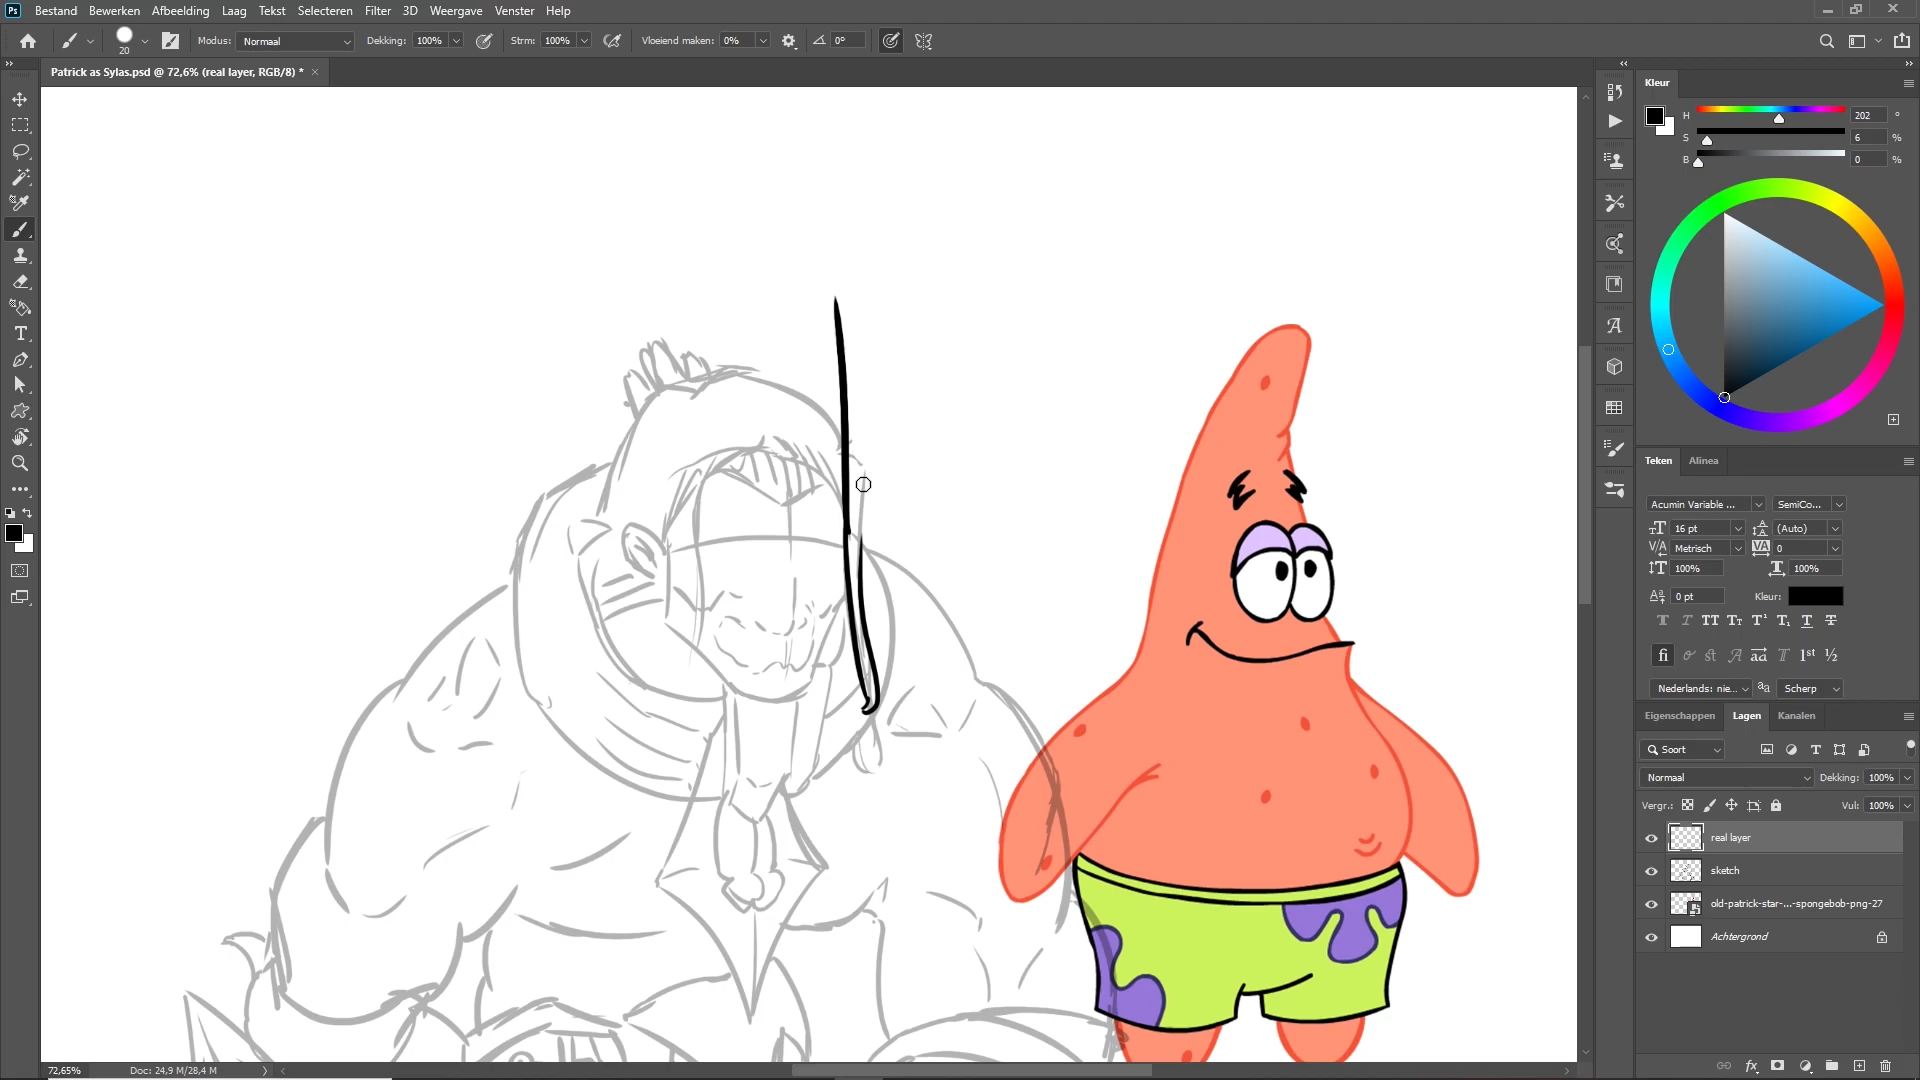 Ps Bestand Bewerken Afbeelding Laag Tekst Selecteren Filter 3D Weergave Venster Help
20 Modus: Normaal Dekking: 100% Strm: 100% Vloeiend maken: 0% 0°
Patrick as Sylas.psd @ 72,6% (real layer, RGB/8) *
Kleur
H 202 °
S 6 %
B 0 %
Teken Alinea
Acumin Variable ... SemiCo...
16 pt (Auto)
Metrisch 0
100% 100%
0 pt Kleur:
Nederlands: nie... Scherp
Eigenschappen Lagen Kanalen
Soort
Normaal Dekking: 100%
Vergr.: Vul: 100%
real layer
sketch
old-patrick-star-...-spongebob-png-27
Achtergrond
72,65% Doc: 24,9 M/28,4 M